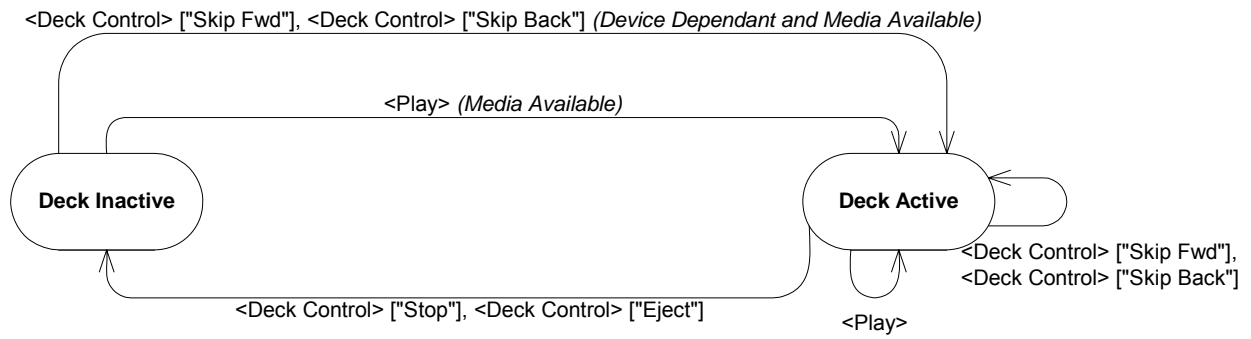 <Deck Control> ["Skip Fwd"], <Deck Control> ["Skip Back"] (Device Dependant and Media Available)
<Play> (Media Available)
Deck Inactive
Deck Active
<Deck Control> ["Skip Fwd"],
<Deck Control> ["Skip Back"]
<Deck Control> ["Stop"], <Deck Control> ["Eject"]
<Play>